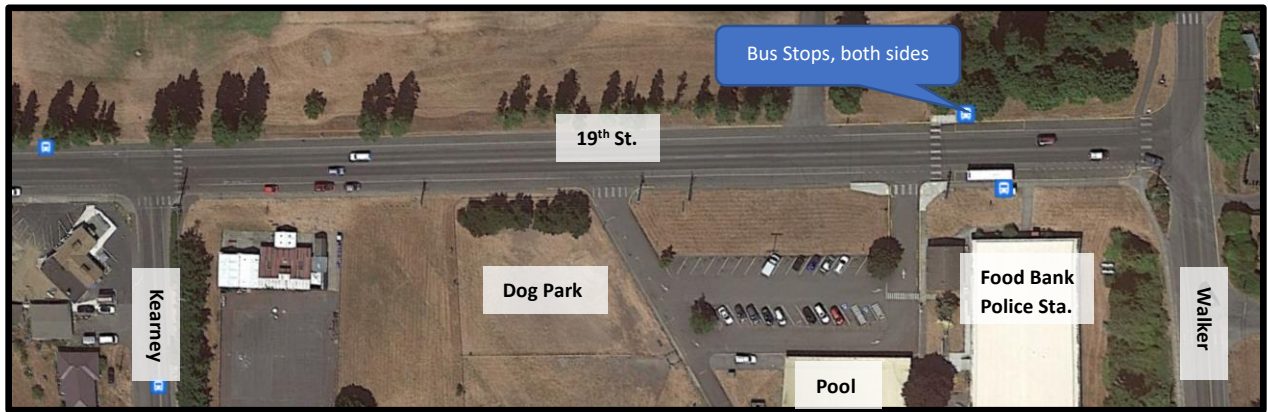 Bus Stops, both sides
19th St.
Kearney
Dog Park
Food Bank
Police Sta.
Walker
Pool